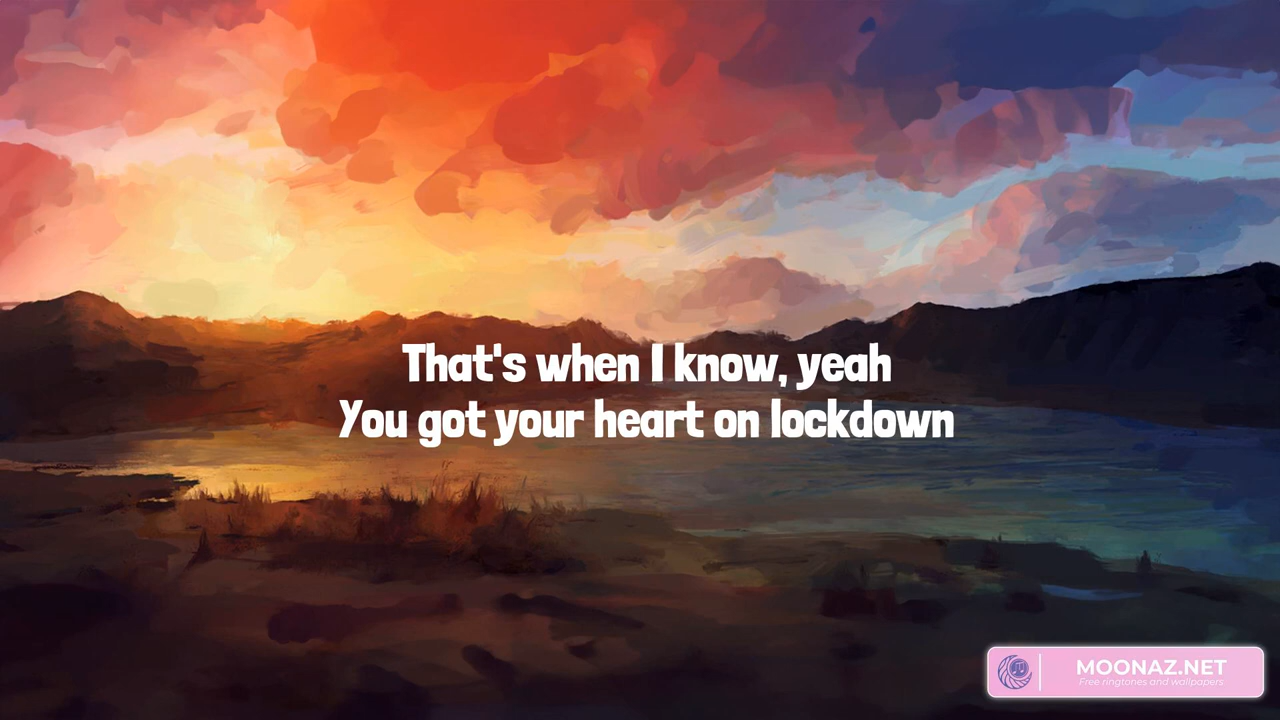 That's when I know, yeah
You got your heart on lockdown
MOONAZ.NET
Free ringtones and wallpapers